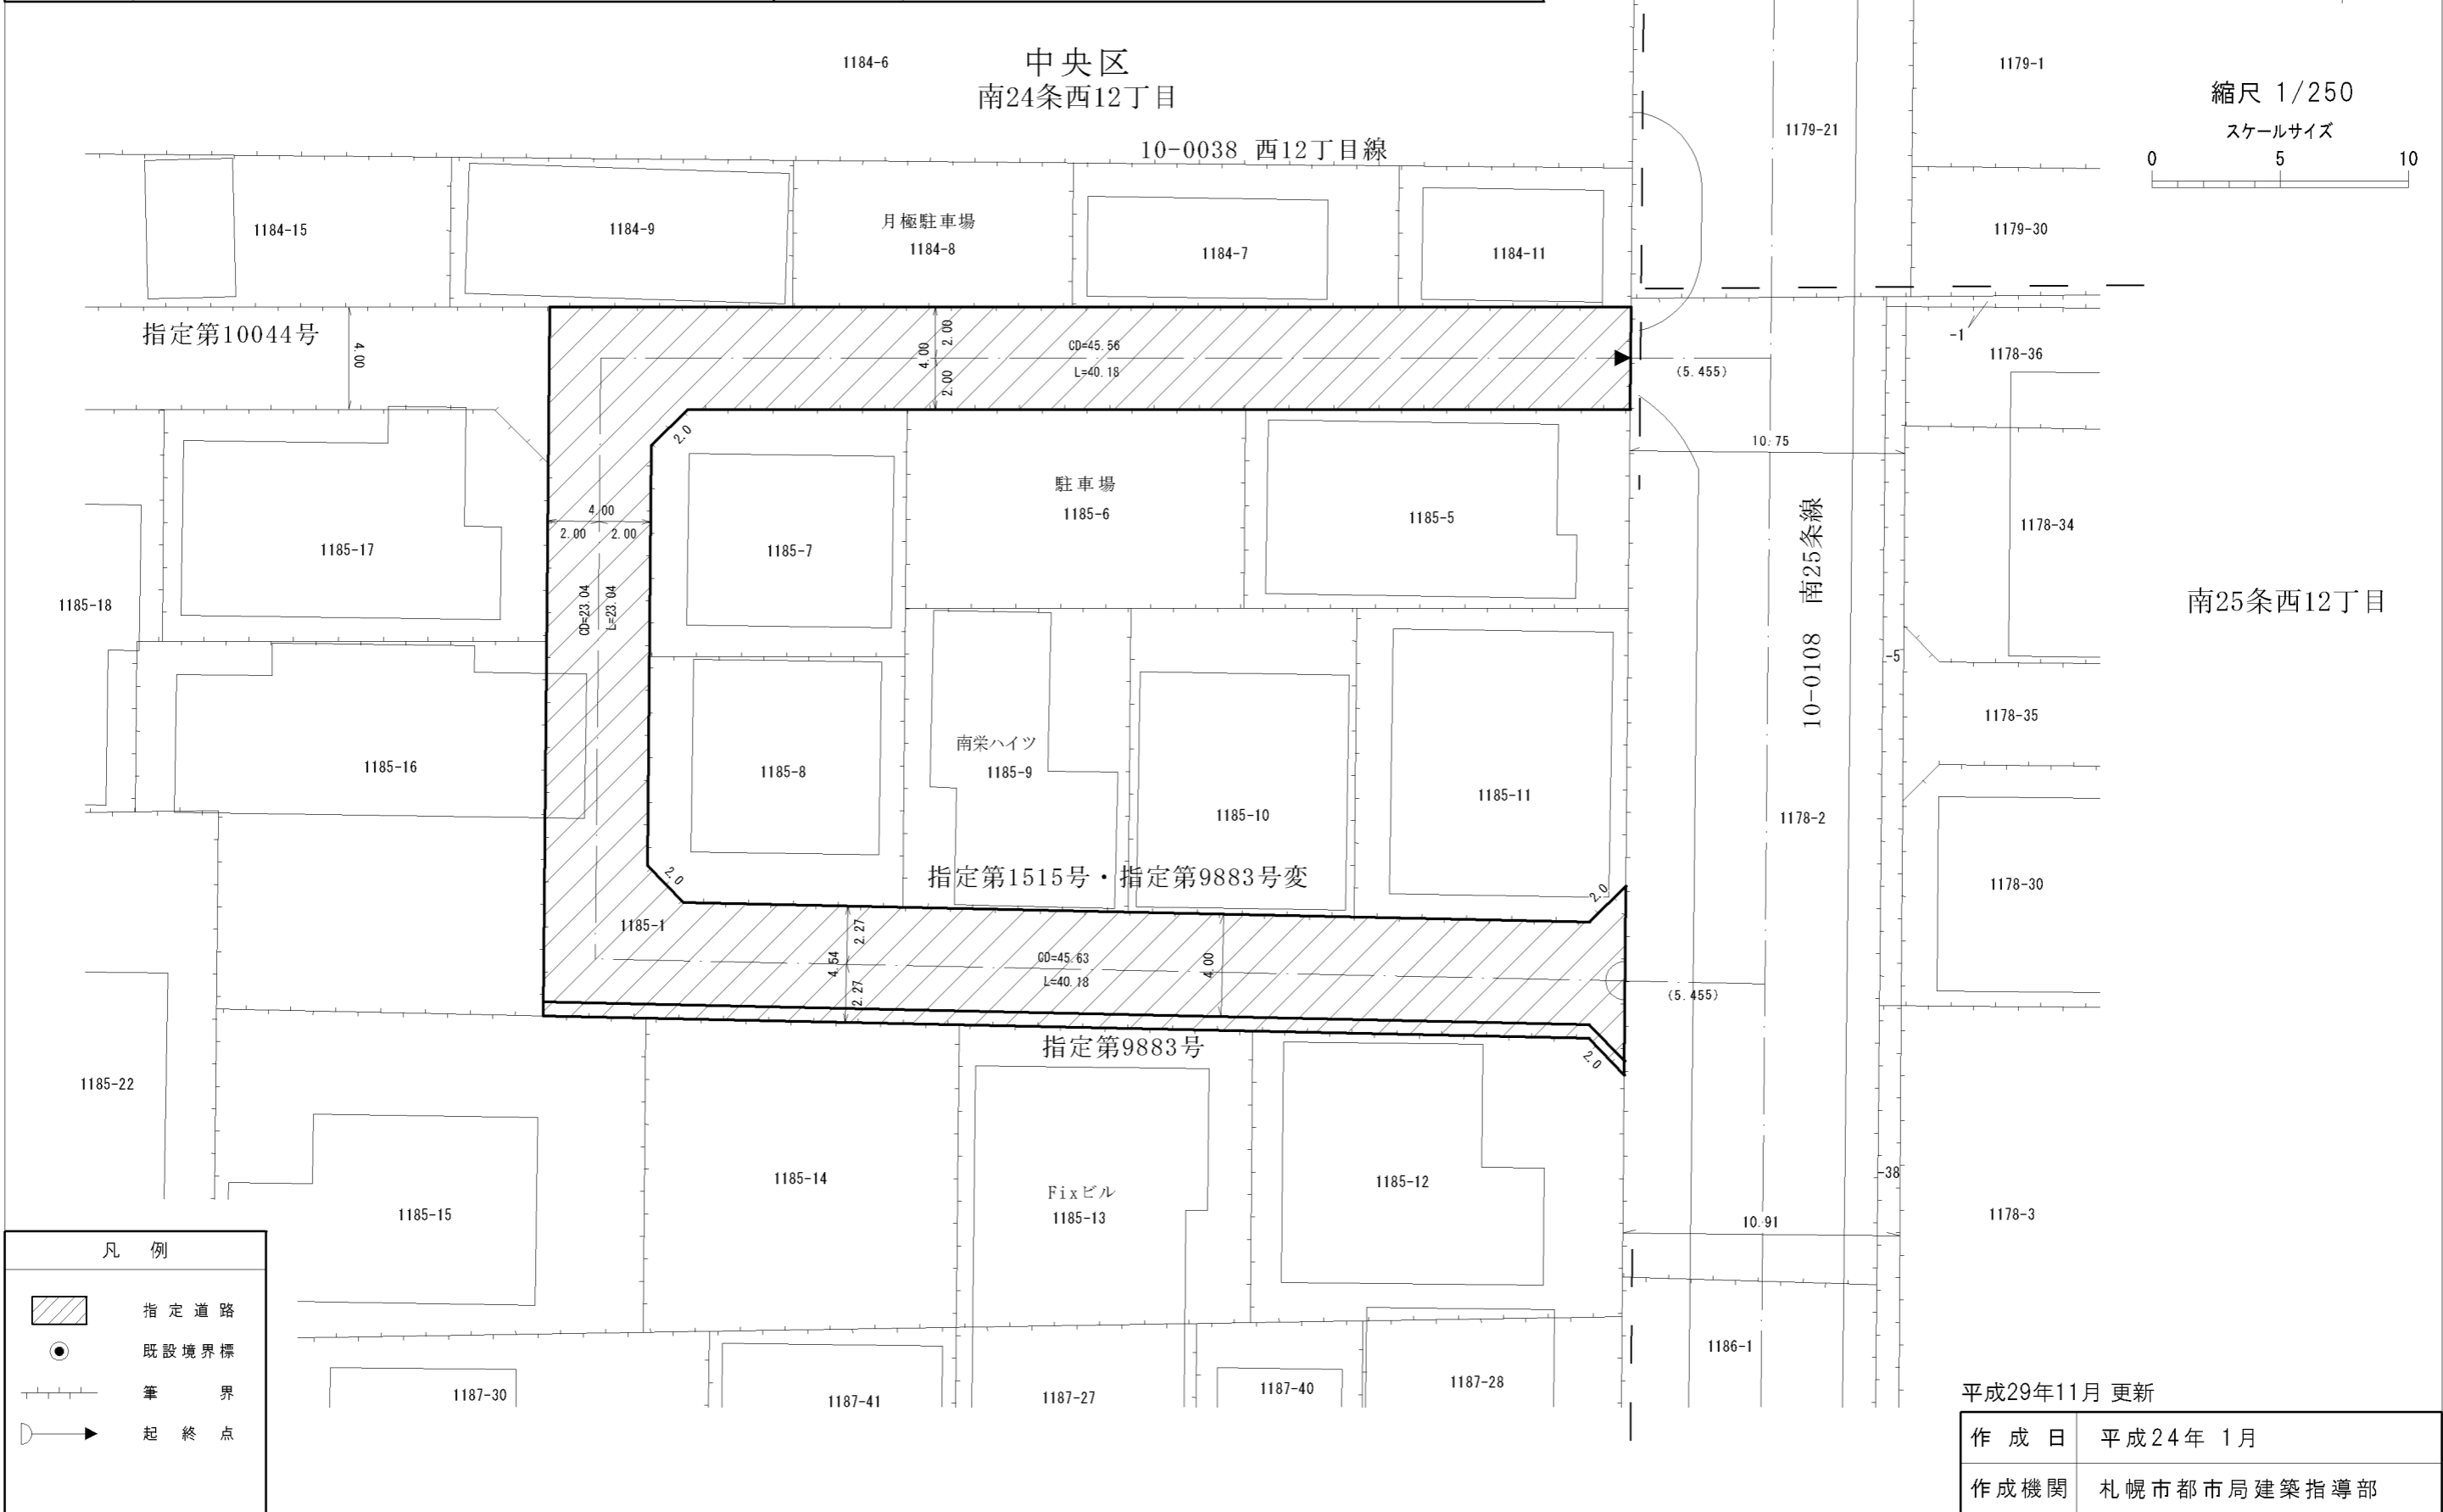 中央区
南24条西12丁目
1184-6
1179-1
縮尺 1/250
スケールサイズ
0 5 10
1179-21
10-0038 西12丁目線
1184-15
1184-9
月極駐車場
1184-8
1184-7
1184-11
1179-30
指定第10044号
4.00
4.00
2.00
2.00
CD=45.56
L=40.18
(5.455)
-1
1178-36
2.0
10.75
駐車場
1185-6
1185-5
4.00
2.00 2.00
1185-17
1185-7
1178-34
10-0108 南25条線
南25条西12丁目
1185-18
CD=23.04
L=23.04
-5
1178-35
1185-16
1185-8
南栄ハイツ
1185-9
1185-10
1185-11
1178-2
2.0
指定第1515号・指定第9883号変
2.0
1178-30
1185-1
4.54
2.27
2.27
CD=45.63
L=40.18
4.00
(5.455)
指定第9883号
2.0
1185-22
1185-15
1185-14
Fixビル
1185-13
1185-12
-38
10.91
1178-3
凡例
指定道路
既設境界標
筆界
起終点
1187-30
1187-41
1187-27
1187-40
1187-28
1186-1
平成29年11月 更新
作成日 平成24年 1月
作成機関 札幌市都市局建築指導部